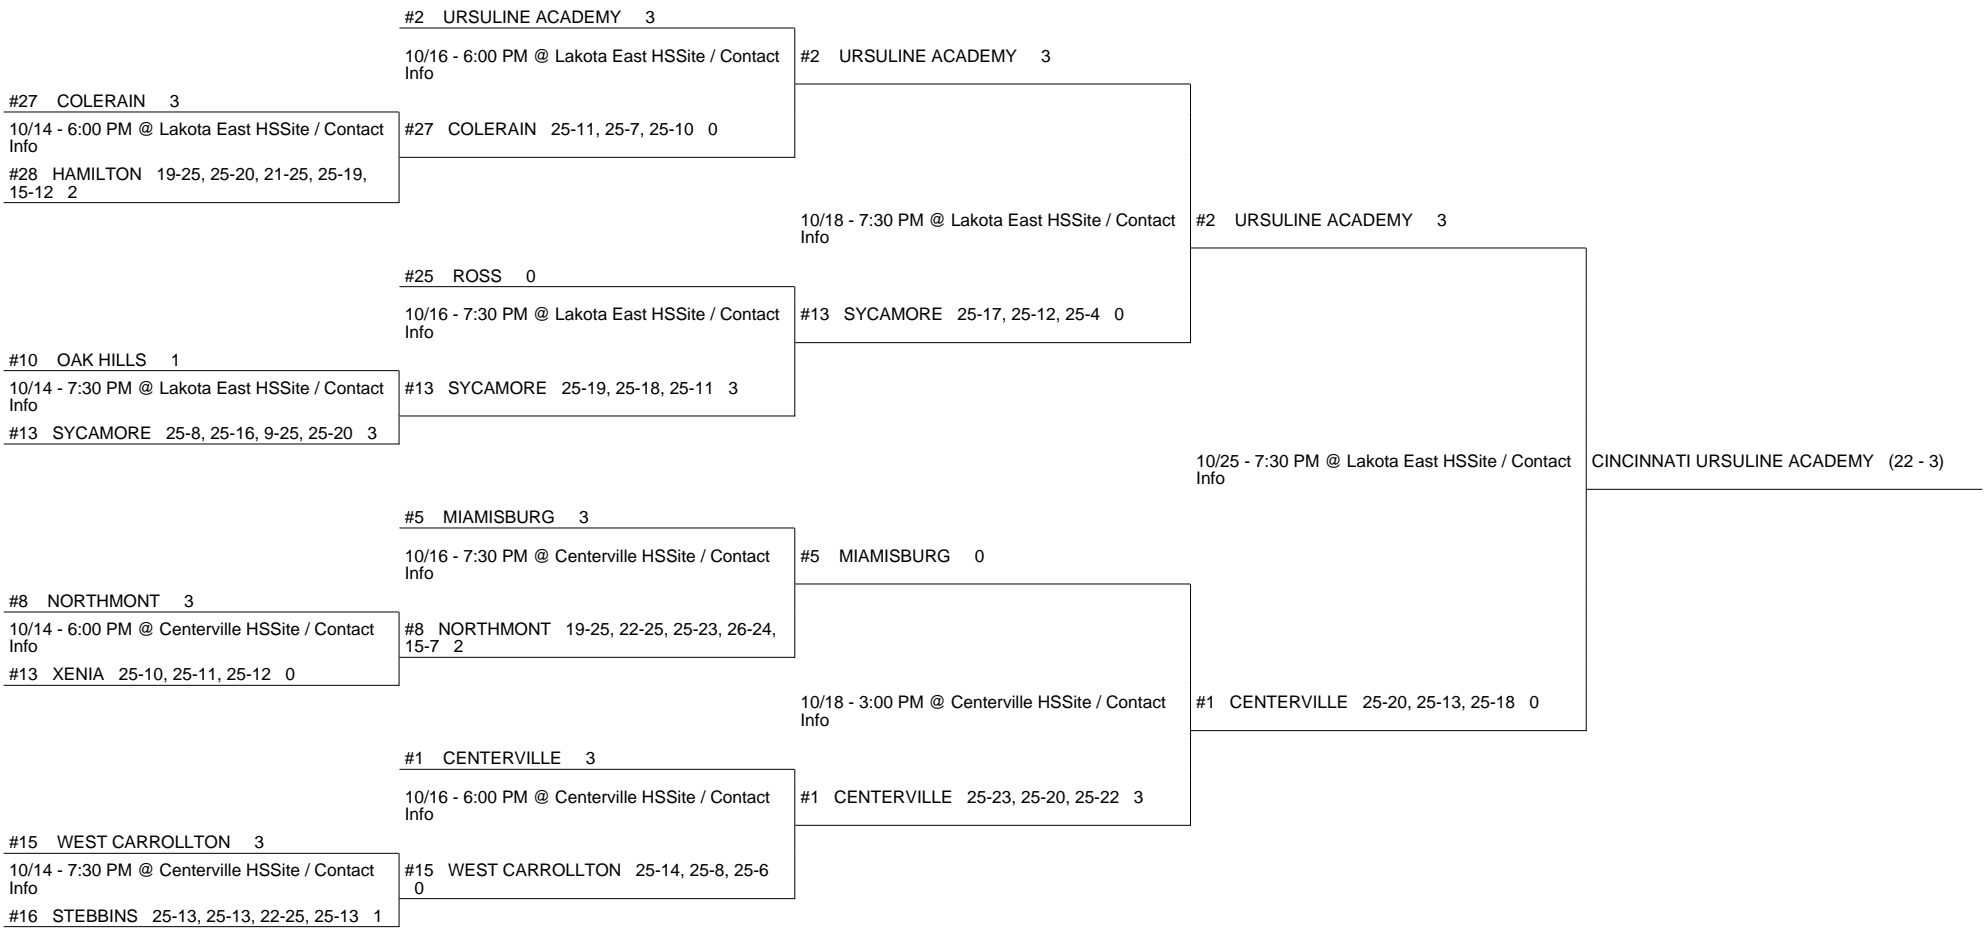 #2 URSULINE ACADEMY 3
10/16 - 6:00 PM @ Lakota East HSSite / Contact
Info
#2 URSULINE ACADEMY 3
#27 COLERAIN 3
10/14 - 6:00 PM @ Lakota East HSSite / Contact
Info
#27 COLERAIN 25-11, 25-7, 25-10 0
#28 HAMILTON 19-25, 25-20, 21-25, 25-19,
15-12 2
10/18 - 7:30 PM @ Lakota East HSSite / Contact
Info
#2 URSULINE ACADEMY 3
#25 ROSS 0
10/16 - 7:30 PM @ Lakota East HSSite / Contact
Info
#13 SYCAMORE 25-17, 25-12, 25-4 0
#10 OAK HILLS 1
10/14 - 7:30 PM @ Lakota East HSSite / Contact
Info
#13 SYCAMORE 25-19, 25-18, 25-11 3
#13 SYCAMORE 25-8, 25-16, 9-25, 25-20 3
10/25 - 7:30 PM @ Lakota East HSSite / Contact
Info
CINCINNATI URSULINE ACADEMY (22 - 3)
#5 MIAMISBURG 3
10/16 - 7:30 PM @ Centerville HSSite / Contact
Info
#5 MIAMISBURG 0
#8 NORTHMONT 3
10/14 - 6:00 PM @ Centerville HSSite / Contact
Info
#8 NORTHMONT 19-25, 22-25, 25-23, 26-24,
15-7 2
#13 XENIA 25-10, 25-11, 25-12 0
10/18 - 3:00 PM @ Centerville HSSite / Contact
Info
#1 CENTERVILLE 25-20, 25-13, 25-18 0
#1 CENTERVILLE 3
10/16 - 6:00 PM @ Centerville HSSite / Contact
Info
#1 CENTERVILLE 25-23, 25-20, 25-22 3
#15 WEST CARROLLTON 3
10/14 - 7:30 PM @ Centerville HSSite / Contact
Info
#15 WEST CARROLLTON 25-14, 25-8, 25-6
0
#16 STEBBINS 25-13, 25-13, 22-25, 25-13 1